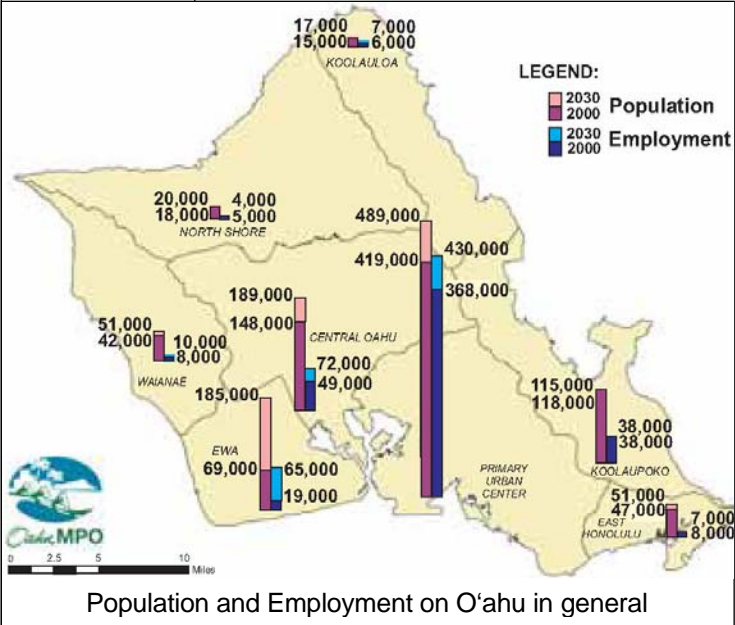 17,000 7,000
15,000 6,000
KOOLAULOA
LEGEND:
2030 Population
2000
2030 Employment
2000
20,000 4,000
18,000 5,000
NORTH SHORE
489,000
419,000
430,000
368,000
189,000
148,000
CENTRAL OAHU
72,000
49,000
51,000
42,000
10,000
8,000
WAIANAE
185,000
EWA
69,000
65,000
19,000
115,000
118,000
38,000
38,000
KOOLAUPOKO
PRIMARY
URBAN
CENTER
51,000
47,000
EAST
HONOLULU
7,000
8,000
OahuMPO
0 2.5 5 10
Miles
Population and Employment on Oʻahu in general